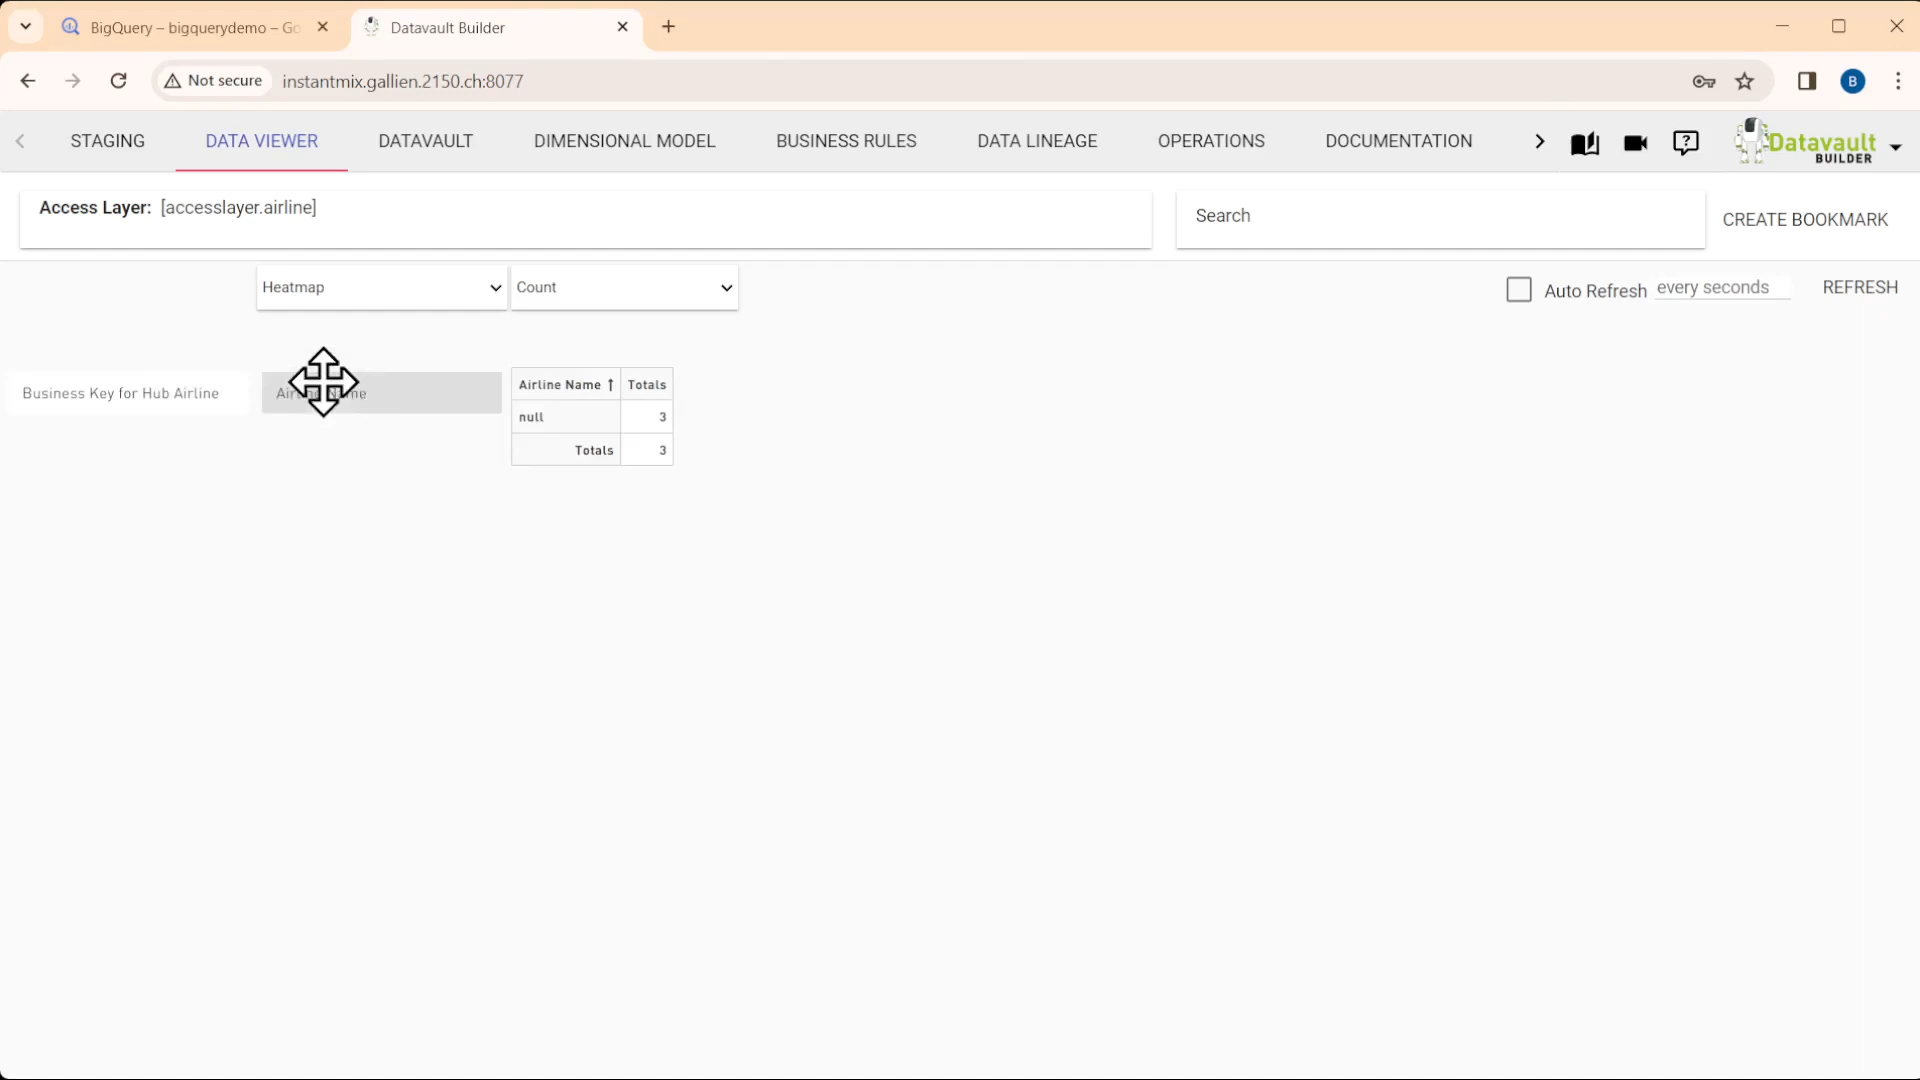 BigQuery – bigquerydemo – Go
Datavault Builder
Not secure
instantmix.gallien.2150.ch:8077
B
STAGING
DATA VIEWER
DATAVAULT
DIMENSIONAL MODEL
BUSINESS RULES
DATA LINEAGE
OPERATIONS
DOCUMENTATION
Datavault
BUILDER
Access Layer: [accesslayer.airline]
Search
CREATE BOOKMARK
Heatmap
Count
Auto Refresh
every seconds
REFRESH
Business Key for Hub Airline
Airline Name ↑ Totals
null 3
Totals 3